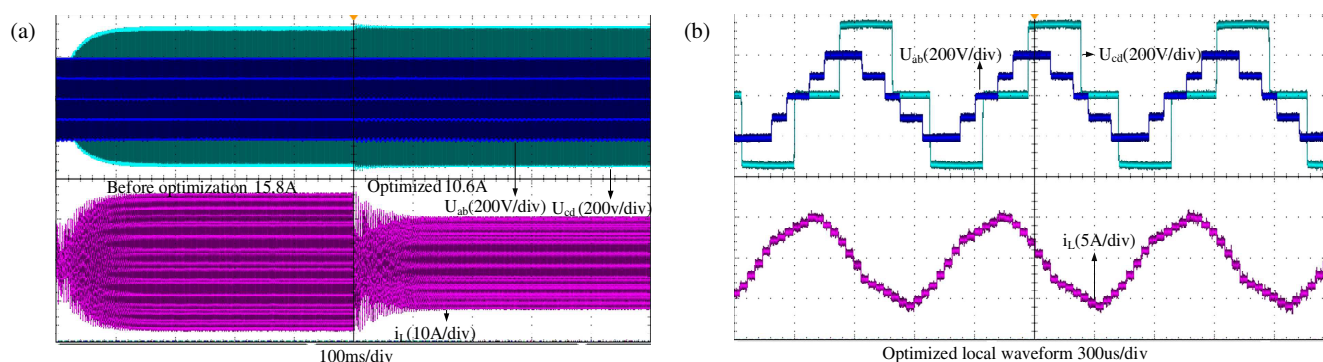 (a)
Before optimization 15.8A
Optimized 10.6A
U_ab(200V/div)
U_cd(200v/div)
i_L(10A/div)
100ms/div
(b)
U_ab(200V/div)
U_cd(200V/div)
i_L(5A/div)
Optimized local waveform 300us/div